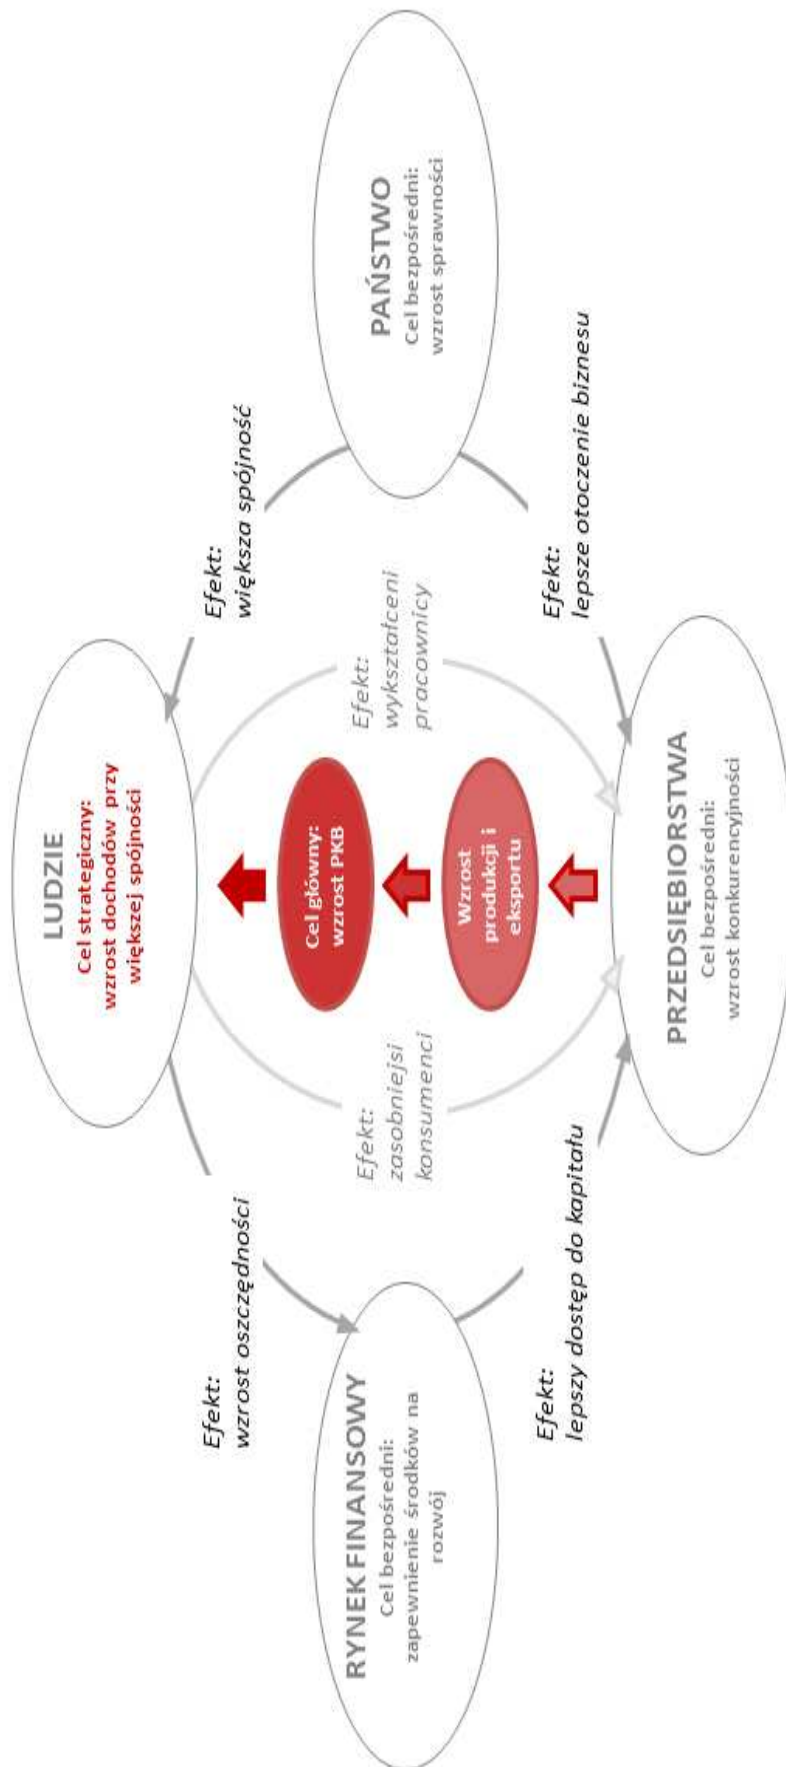 LUDZIE
Cel strategiczny:
wzrost dochodów przy
większej spójności
Efekt:
wzrost oszczędności
Efekt:
większa spójność
RYNEK FINANSOWY
Cel bezpośredni:
zapewnienie środków na
rozwój
Efekt:
zasobniejsi
konsumenci
Cel główny:
wzrost PKB
Efekt:
wykształceni
pracownicy
PAŃSTWO
Cel bezpośredni:
wzrost sprawności
Wzrost
produkcji i
eksportu
Efekt:
lepszy dostęp do kapitału
Efekt:
lepsze otoczenie biznesu
PRZEDSIĘBIORSTWA
Cel bezpośredni:
wzrost konkurencyjności